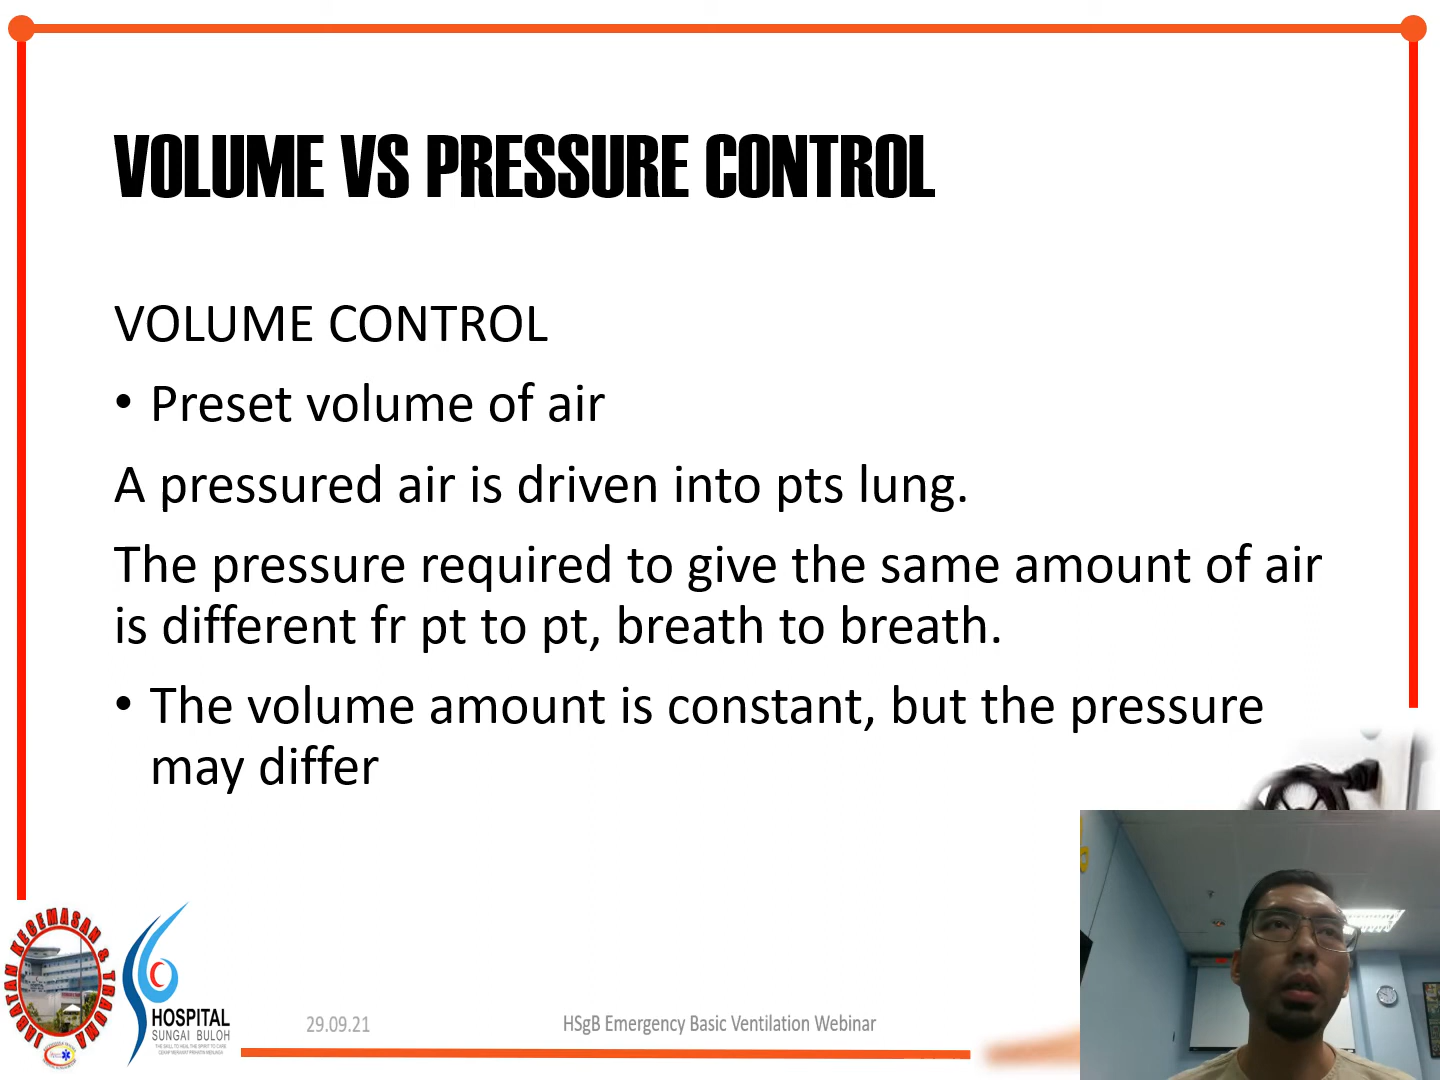 VOLUME VS PRESSURE CONTROL
VOLUME CONTROL
• Preset volume of air
A pressured air is driven into pts lung.
The pressure required to give the same amount of air
is different fr pt to pt, breath to breath.
• The volume amount is constant, but the pressure
may differ
JABATAN KECEMASAN & TRAUMA
HOSPITAL
SUNGAI BULOH
29.09.21
HSgB Emergency Basic Ventilation Webinar